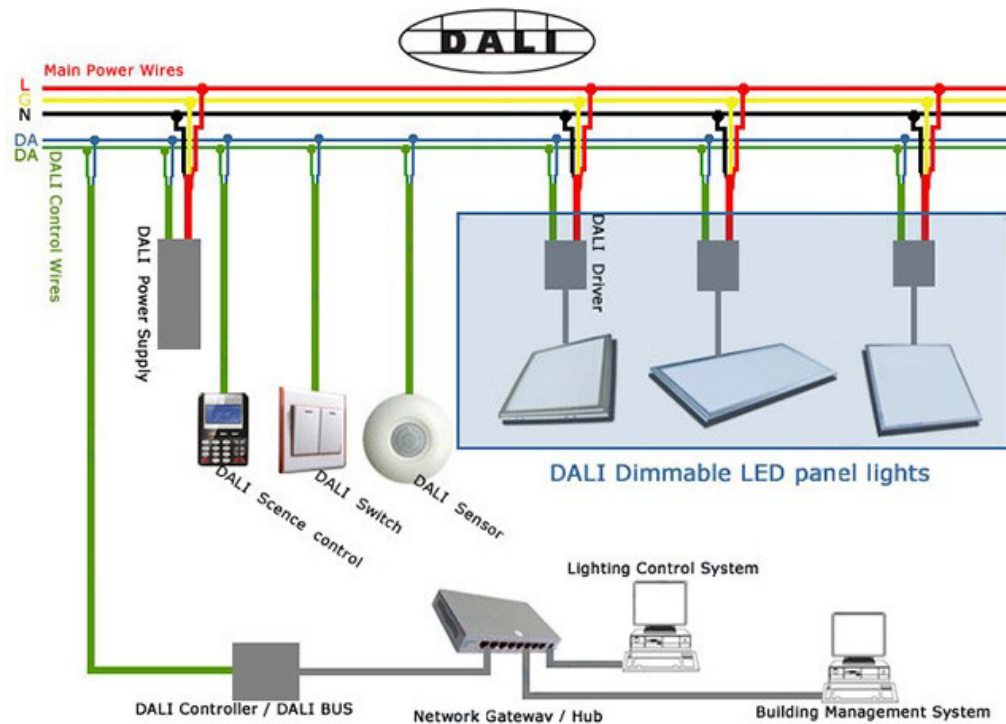 DALI
Main Power Wires
L
G
N
DA
DA
DALI Control Wires
DALI Power Supply
DALI Driver
DALI Scence control
DALI Switch
DALI Sensor
DALI Dimmable LED panel lights
Lighting Control System
DALI Controller / DALI BUS
Network Gateway / Hub
Building Management System